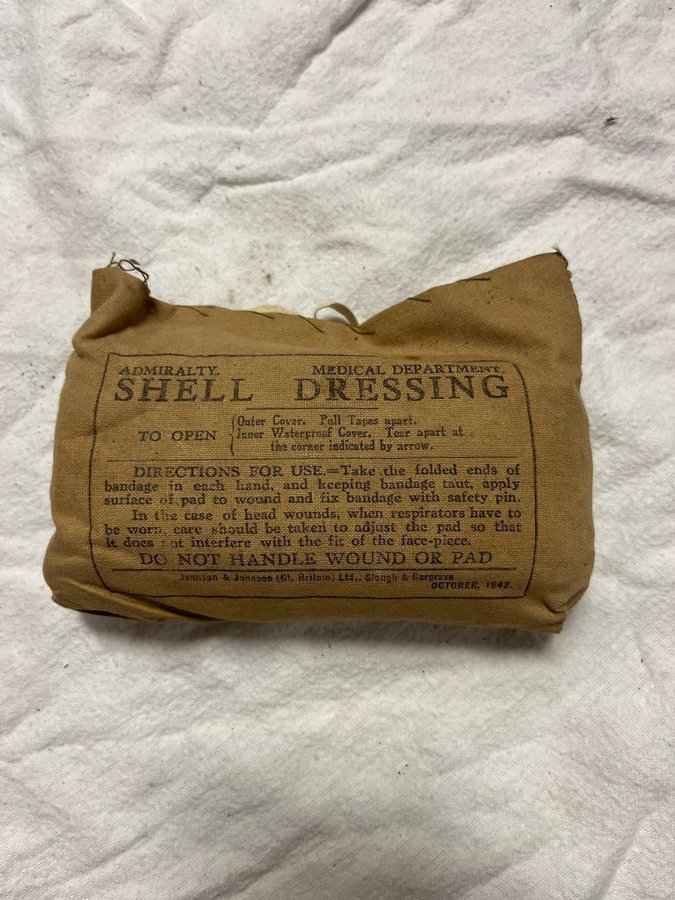 ADMIRALTY. MEDICAL DEPARTMENT.
SHELL DRESSING
TO OPEN
Outer Cover. Pull Tapes apart.
Inner Waterproof Cover. Tear apart at
the corner indicated by arrow.
DIRECTIONS FOR USE.—Take the folded ends of
bandage in each hand, and keeping bandage taut, apply
surface of pad to wound and fix bandage with safety pin.
In the case of head wounds, when respirators have to
be worn, care should be taken to adjust the pad so that
it does not interfere with the fit of the face-piece.
DO NOT HANDLE WOUND OR PAD
Johnson & Johnson (Gt. Britain) Ltd., Slough & Gargrave
OCTOBER, 1942.